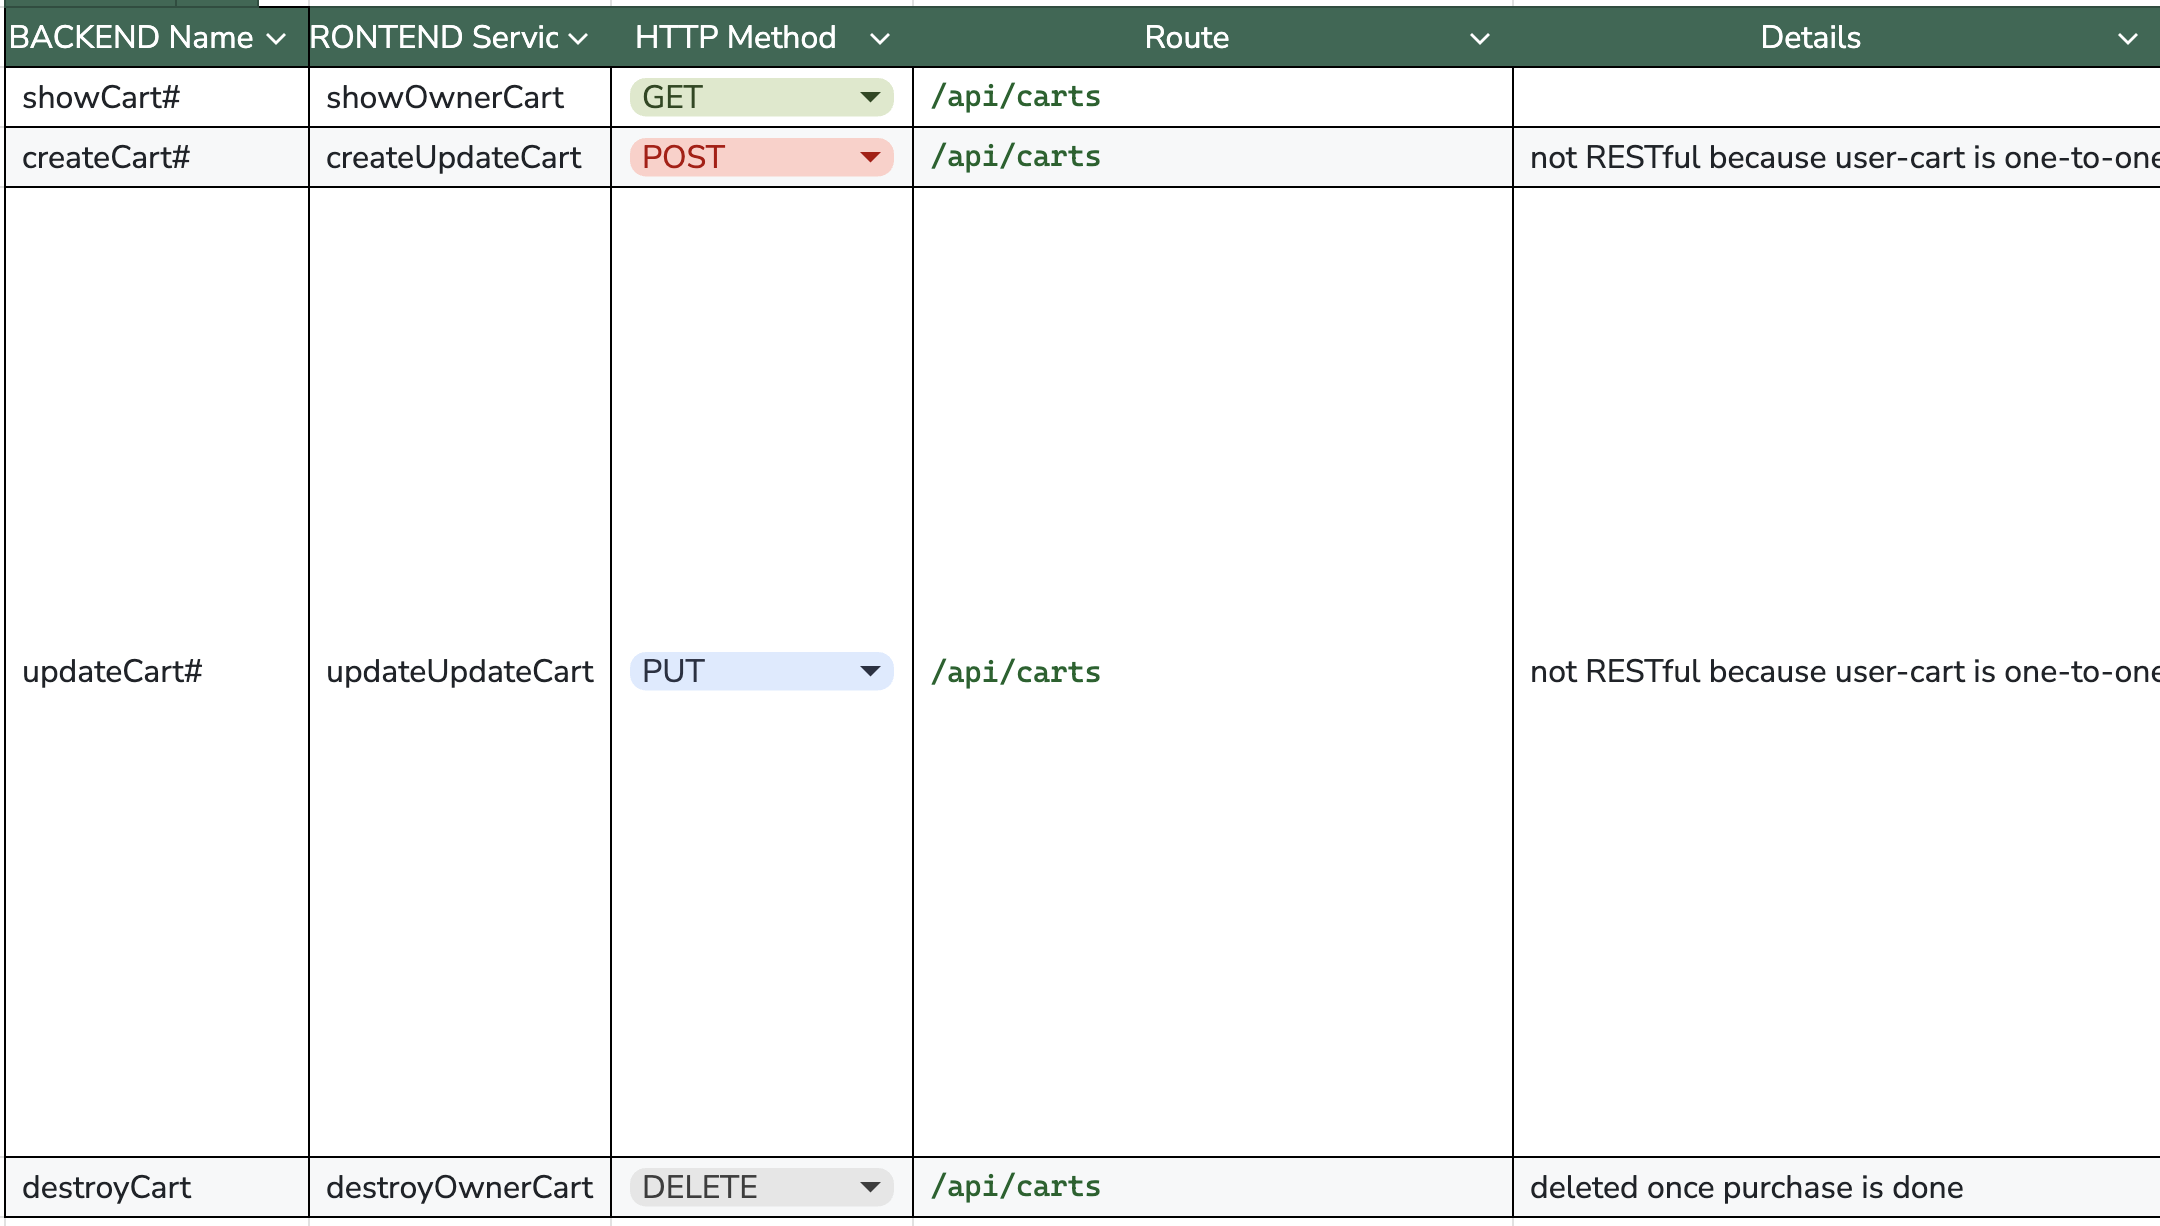 BACKEND Name RONTEND Servic HTTP Method Route Details
showCart# showOwnerCart GET /api/carts
createCart# createUpdateCart POST /api/carts not RESTful because user-cart is one-to-one
updateCart# updateUpdateCart PUT /api/carts not RESTful because user-cart is one-to-one
destroyCart destroyOwnerCart DELETE /api/carts deleted once purchase is done